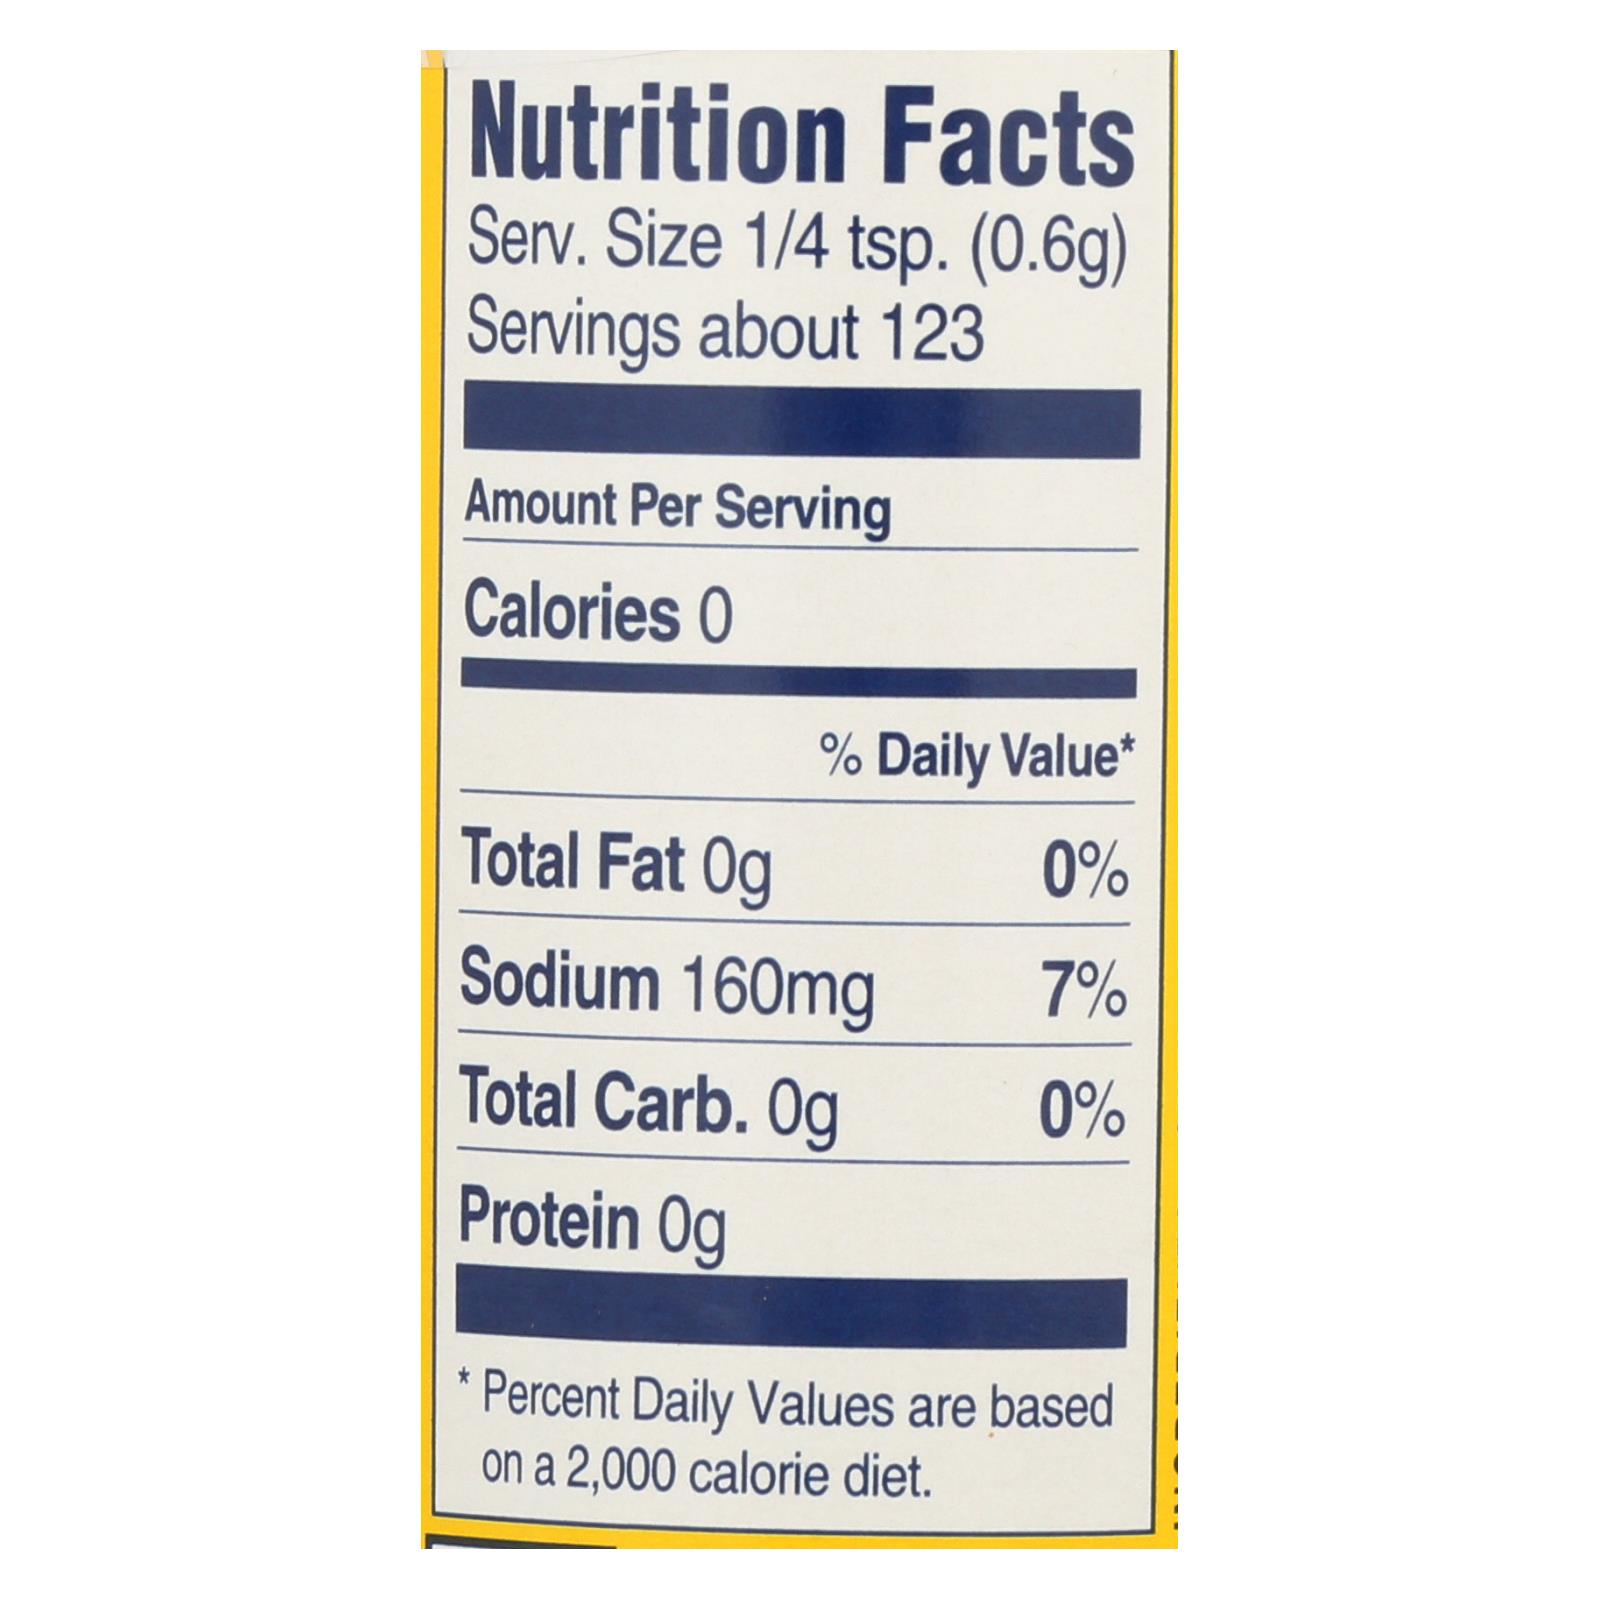 Nutrition Facts
Serv. Size 1/4 tsp. (0.6g)
Servings about 123
Amount Per Serving
Calories 0
% Daily Value*
Total Fat 0g 0%
Sodium 160mg 7%
Total Carb. 0g 0%
Protein 0g
* Percent Daily Values are based
on a 2,000 calorie diet.